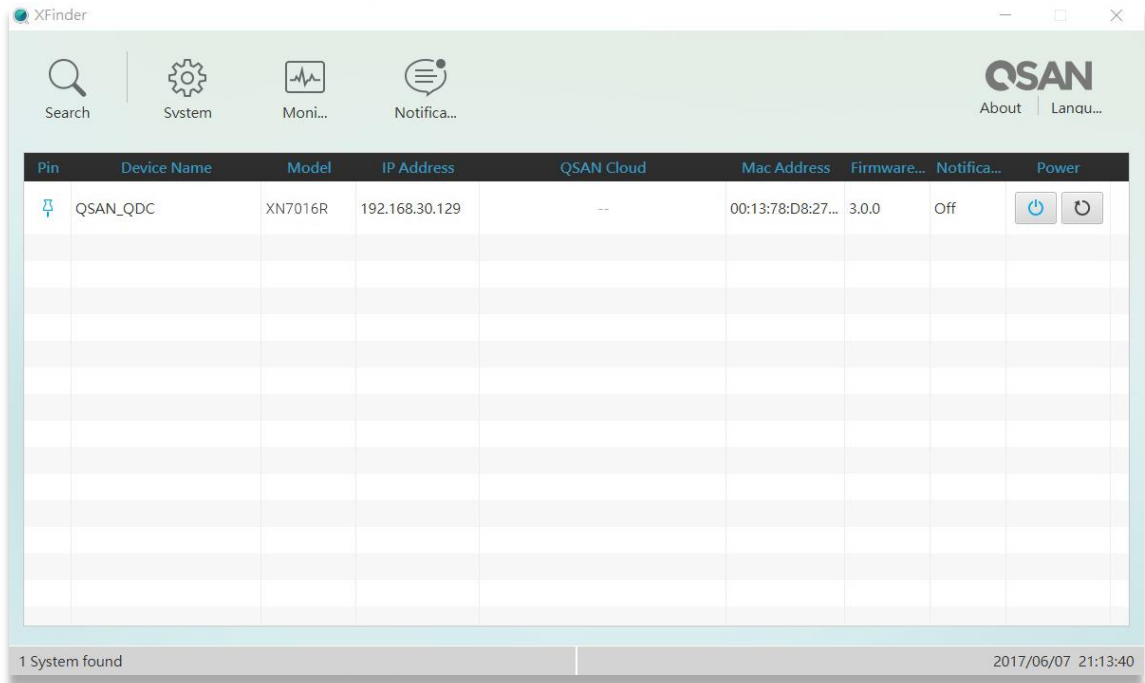 XFinder
Search
System
Moni...
Notifica...
QSAN
About
Langu...
Pin Device Name Model IP Address QSAN Cloud Mac Address Firmware... Notifica... Power
QSAN_QDC XN7016R 192.168.30.129 -- 00:13:78:D8:27... 3.0.0 Off
1 System found
2017/06/07 21:13:40